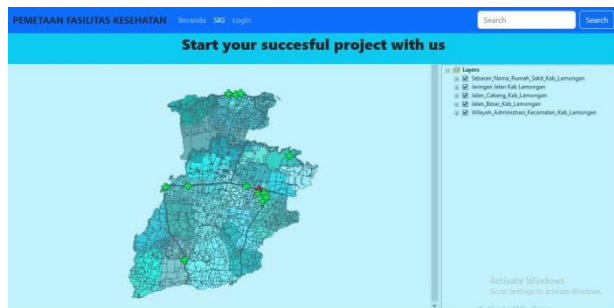 PEMETAAN FASILITAS KESEHATAN Beranda SIG Login Search Search
Start your succesful project with us
Layers
Sebaran_Nama_Rumah_Sakit_Kab_Lamongan
Jaringan Jalan Kab Lamongan
Jalan_Cabang_Kab_Lamongan
Jalan_Besar_Kab_Lamongan
Wilayah_Administrasi_Kecamatan_Kab_Lamongan
Activate Windows
Go to Settings to activate Windows.